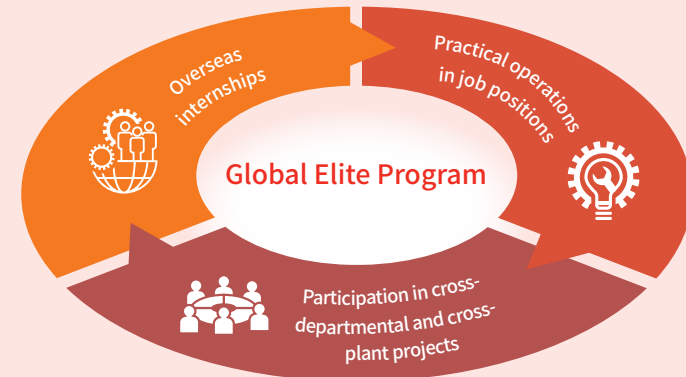 Overseas
internships
Practical operations
in job positions
Global Elite Program
Participation in cross-
departmental and cross-
plant projects